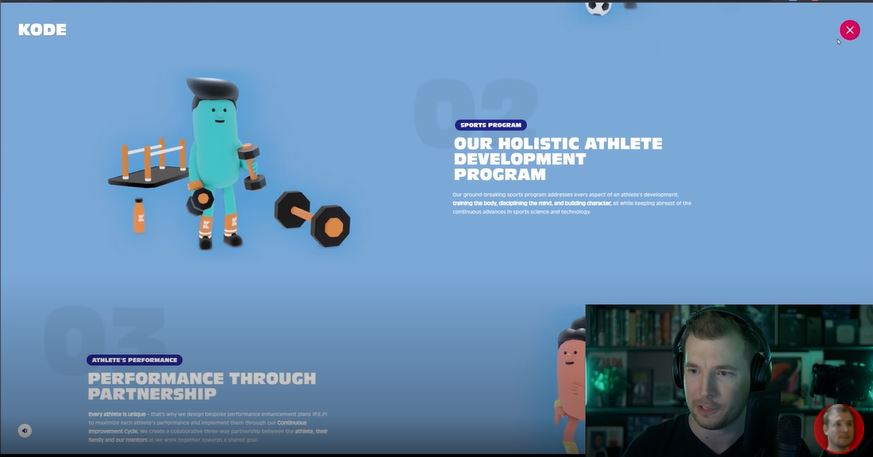 KODE
02
SPORTS PROGRAM
OUR HOLISTIC ATHLETE
DEVELOPMENT
PROGRAM
Our ground-breaking sports program addresses every aspect of an athlete's development,
training the body, disciplining the mind, and building character, all while keeping abreast of the
continuous advances in sports science and technology.
03
ATHLETE'S PERFORMANCE
PERFORMANCE THROUGH
PARTNERSHIP
Every athlete is unique - that's why we design bespoke performance enhancement plans
to maximize each athlete's performance and implement them through our Continuous
Improvement Cycle. We create a collaborative three-way partnership between the athlete, their
family and our mentors as we work together towards a shared goal.